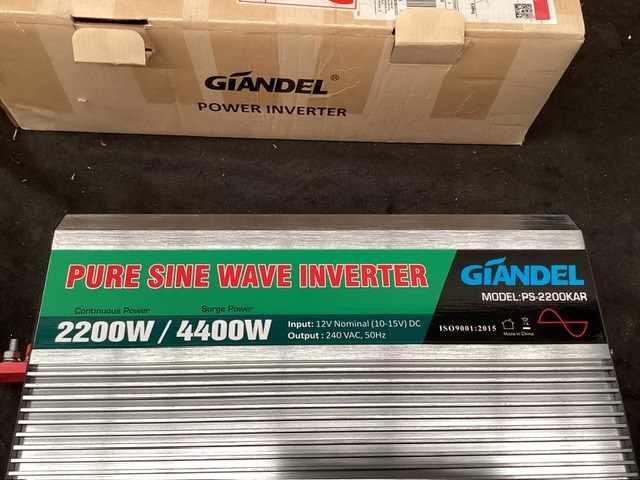 GIANDEL®
POWER INVERTER
PURE SINE WAVE INVERTER
GIANDEL
MODEL:PS-2200KAR
Continuous Power
Surge Power
2200W / 4400W
Input: 12V Nominal (10-15V) DC
Output : 240 VAC, 50Hz
ISO9001:2015
Made in China